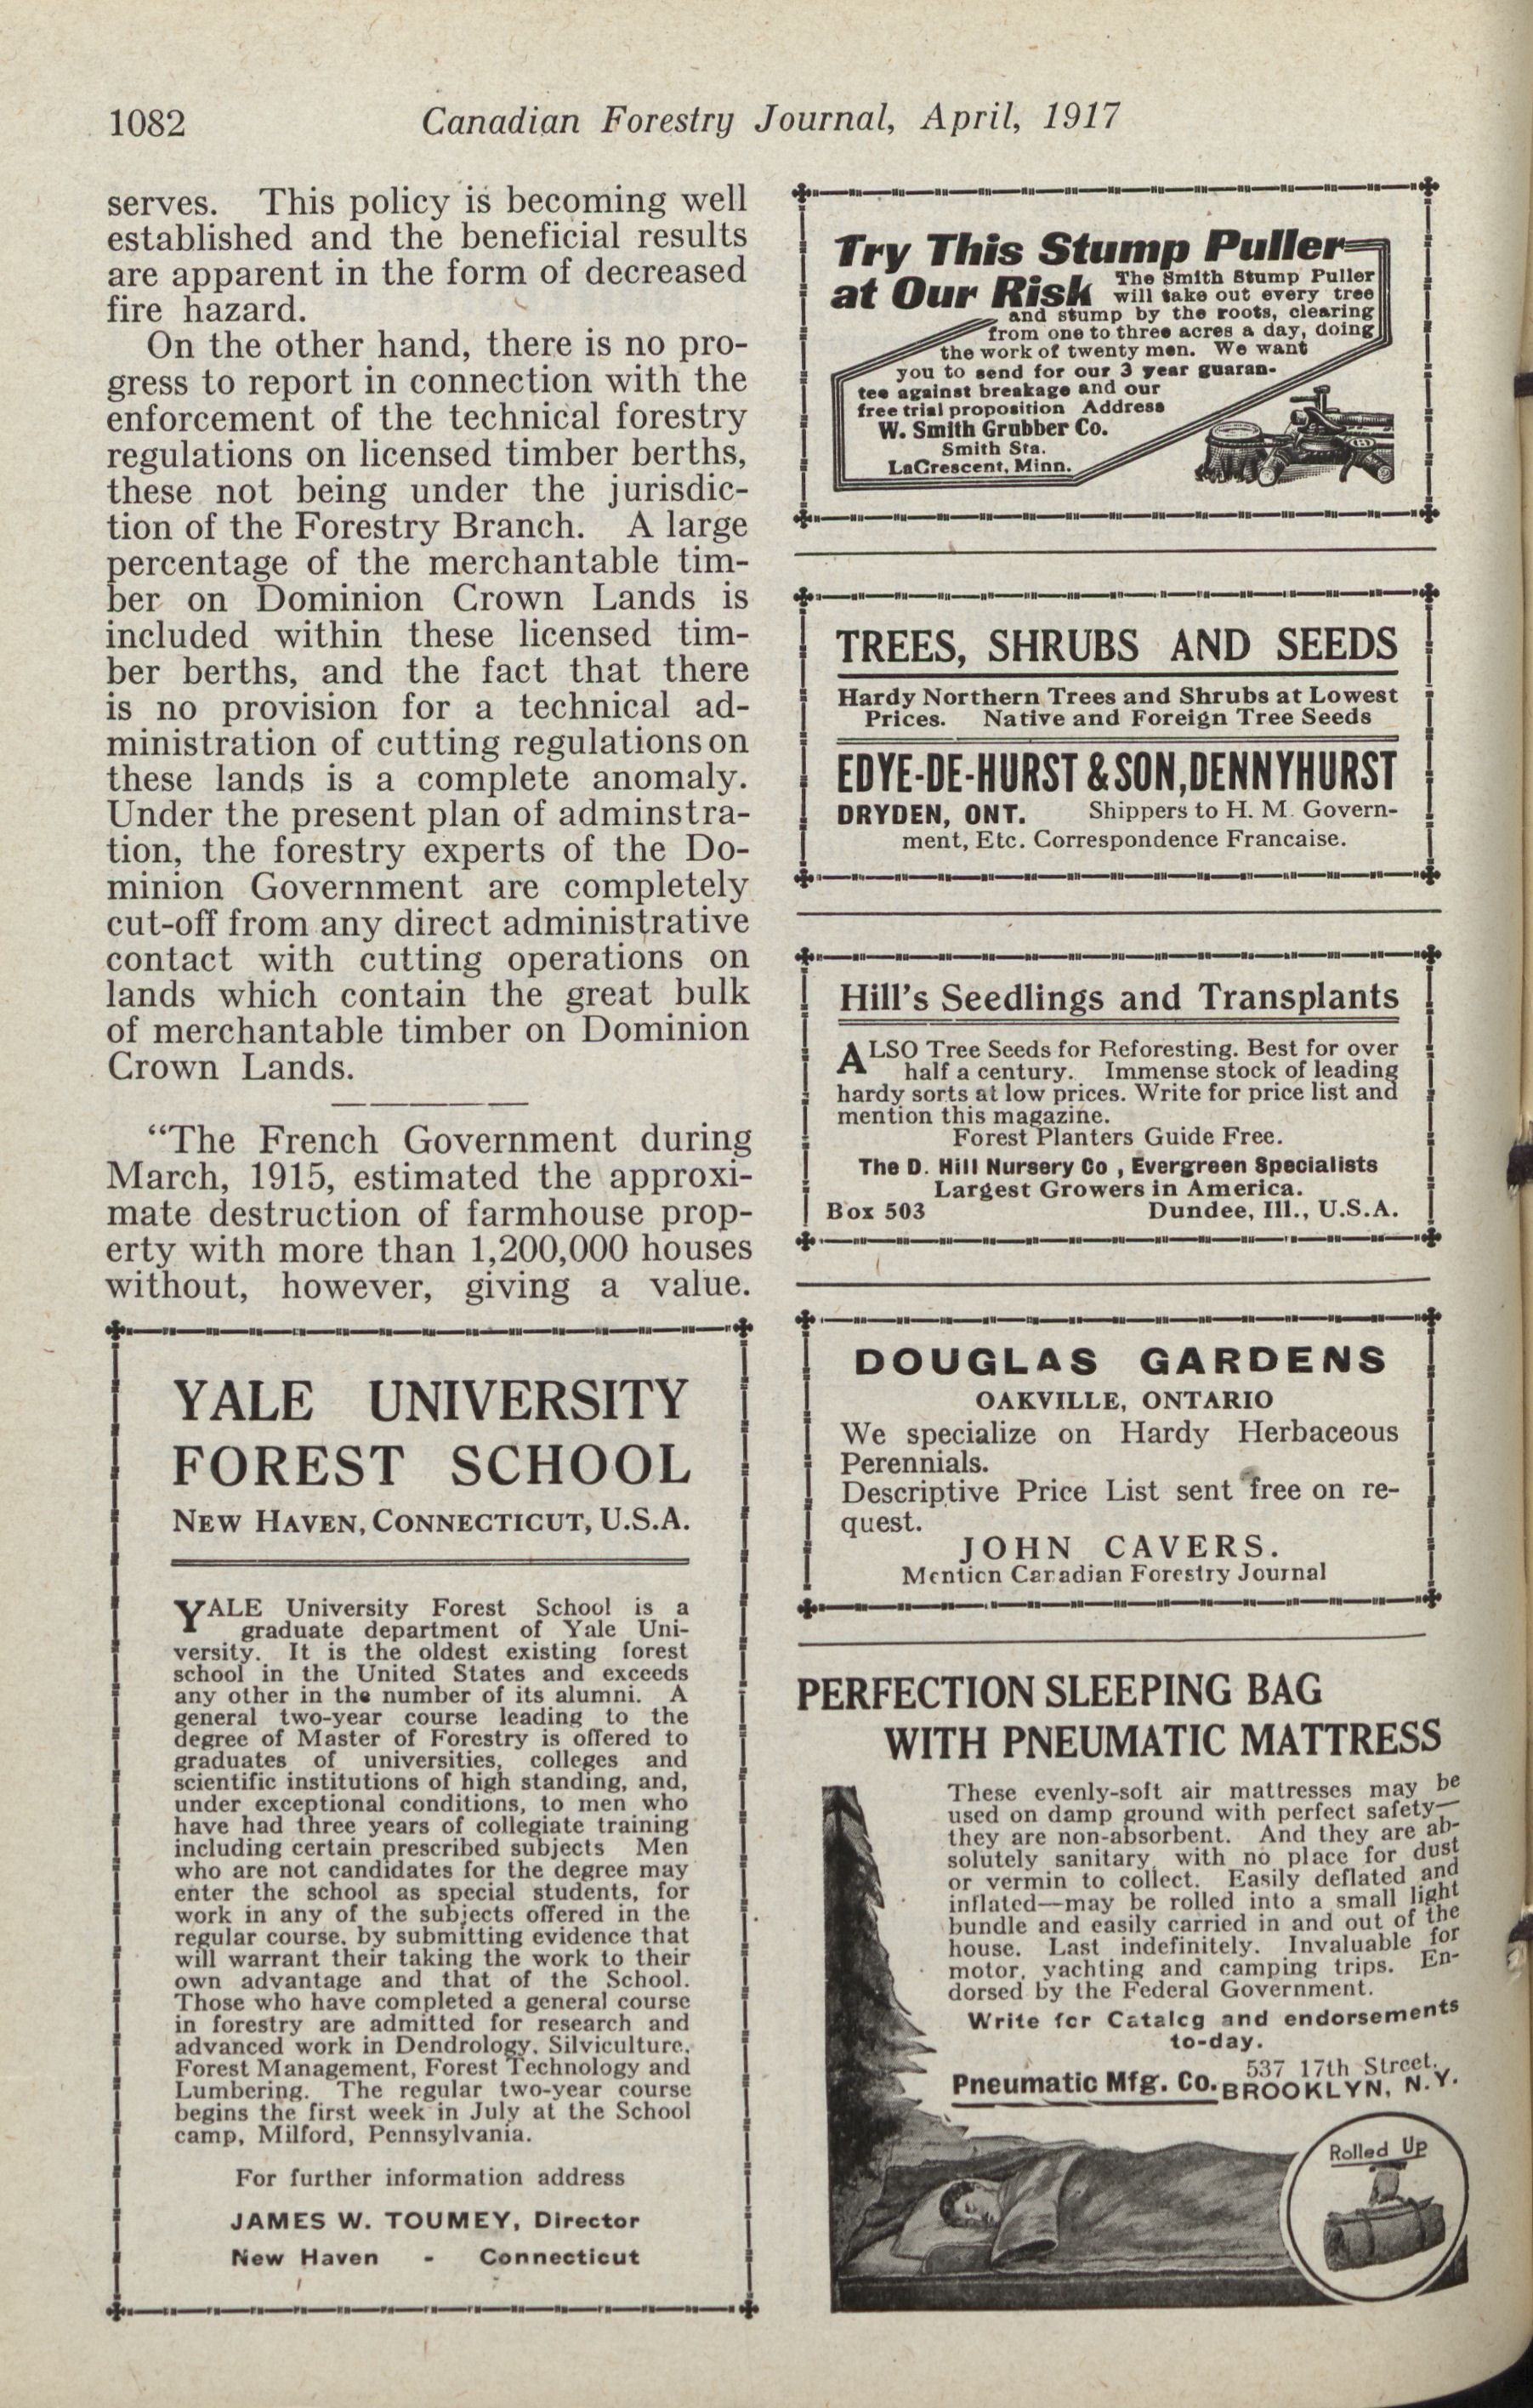 1082
Canadian Forestry Journal, April, 1917
serves. This policy is becoming well
established and the beneficial results
are apparent in the form of decreased
fire hazard.
On the other hand, there is no pro-
gress to report in connection with the
enforcement of the technical forestry
regulations on licensed timber berths,
these not being under the jurisdic-
tion of the Forestry Branch. A large
percentage of the merchantable tim-
ber on Dominion Crown Lands is
included within these licensed tim-
ber berths, and the fact that there
is no provision for a technical ad-
ministration of cutting regulations on
these lands is a complete anomaly.
Under the present plan of adminstra-
tion, the forestry experts of the Do-
minion Government are completely
cut-off from any direct administrative
contact with cutting operations on
lands which contain the great bulk
of merchantable timber on Dominion
Crown Lands.
“The French Government during
March, 1915, estimated the approxi-
mate destruction of farmhouse prop-
erty with more than 1,200,000 houses
without, however, giving a value.
YALE UNIVERSITY
FOREST SCHOOL
NEW HAVEN, CONNECTICUT, U.S.A.
YALE University Forest School is a
graduate department of Yale Uni-
versity. It is the oldest existing forest
school in the United States and exceeds
any other in the number of its alumni. A
general two-year course leading to the
degree of Master of Forestry is offered to
graduates of universities, colleges and
scientific institutions of high standing, and,
under exceptional conditions, to men who
have had three years of collegiate training
including certain prescribed subjects Men
who are not candidates for the degree may
enter the school as special students, for
work in any of the subjects offered in the
regular course, by submitting evidence that
will warrant their taking the work to their
own advantage and that of the School.
Those who have completed a general course
in forestry are admitted for research and
advanced work in Dendrology, Silviculture,
Forest Management, Forest Technology and
Lumbering. The regular two-year course
begins the first week in July at the School
camp, Milford, Pennsylvania.
For further information address
JAMES W. TOUMEY, Director
New Haven - Connecticut
Try This Stump Puller
at Our Risk The Smith Stump Puller
will take out every tree
and stump by the roots, clearing
from one to three acres a day, doing
the work of twenty men. We want
you to send for our 3 year guaran-
tee against breakage and our
free trial proposition Address
W. Smith Grubber Co.
Smith Sta.
LaCrescent, Minn.
TREES, SHRUBS AND SEEDS
Hardy Northern Trees and Shrubs at Lowest
Prices. Native and Foreign Tree Seeds
EDYE-DE-HURST & SON, DENNYHURST
DRYDEN, ONT. Shippers to H. M. Govern-
ment, Etc. Correspondence Francaise.
Hill's Seedlings and Transplants
ALSO Tree Seeds for Reforesting. Best for over
half a century. Immense stock of leading
hardy sorts at low prices. Write for price list and
mention this magazine.
Forest Planters Guide Free.
The D. Hill Nursery Co , Evergreen Specialists
Largest Growers in America.
Box 503 Dundee, Ill., U.S.A.
DOUGLAS GARDENS
OAKVILLE, ONTARIO
We specialize on Hardy Herbaceous
Perennials.
Descriptive Price List sent free on re-
quest.
JOHN CAVERS.
Mention Canadian Forestry Journal
PERFECTION SLEEPING BAG
WITH PNEUMATIC MATTRESS
These evenly-soft air mattresses may be
used on damp ground with perfect safety—
they are non-absorbent. And they are ab-
solutely sanitary, with no place for dust
or vermin to collect. Easily deflated and
inflated—may be rolled into a small light
bundle and easily carried in and out of the
house. Last indefinitely. Invaluable for
motor, yachting and camping trips. En-
dorsed by the Federal Government.
Write for Catalog and endorsements
to-day.
Pneumatic Mfg. Co. 537 17th Street,
BROOKLYN, N.Y.
Rolled Up